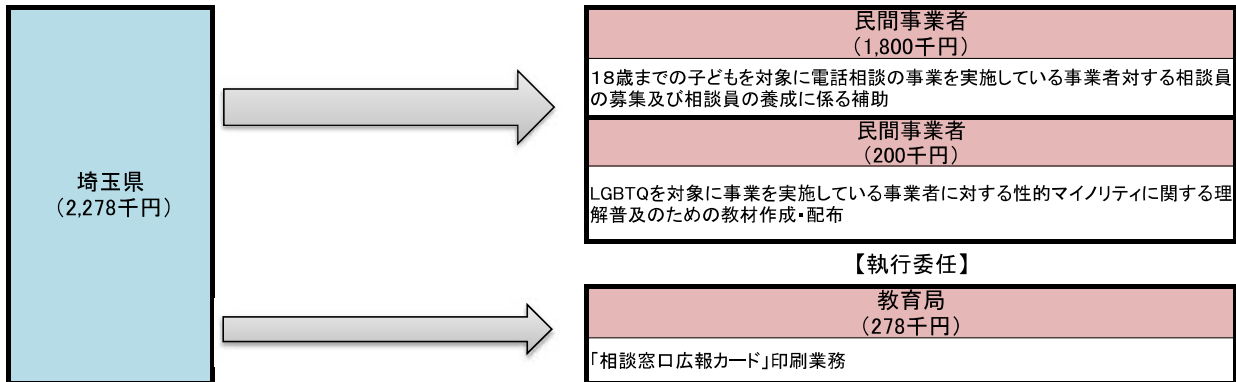 埼玉県
（2,278千円）
民間事業者
（1,800千円）
１８歳までの子どもを対象に電話相談の事業を実施している事業者対する相談員
の募集及び相談員の養成に係る補助
民間事業者
（200千円）
LGBTQを対象に事業を実施している事業者に対する性的マイノリティに関する理
解普及のための教材作成・配布
【執行委任】
教育局
（278千円）
「相談窓口広報カード」印刷業務